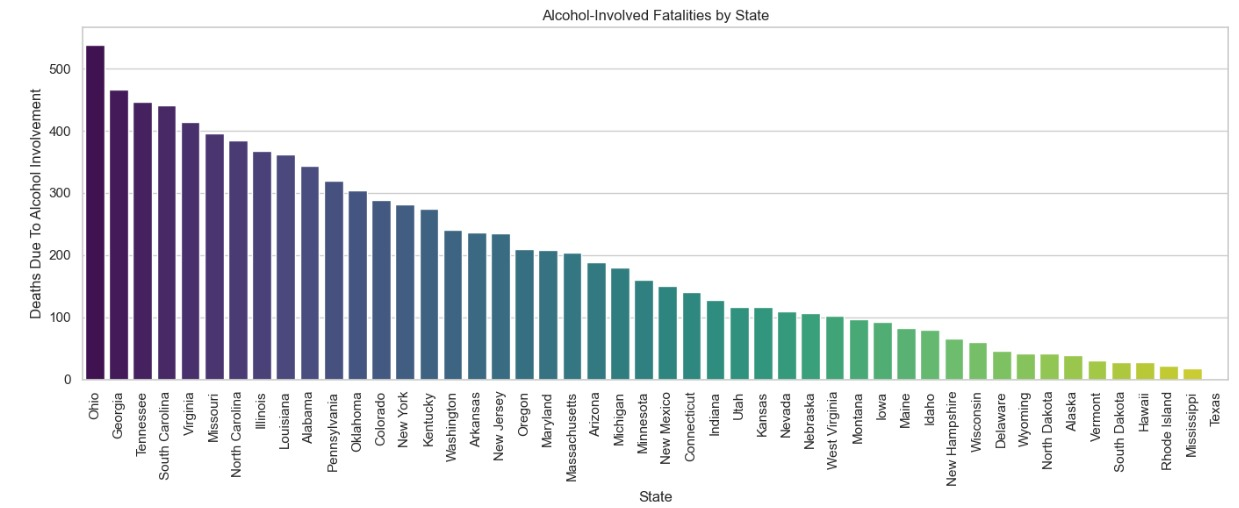 Alcohol-Involved Fatalities by State
Deaths Due To Alcohol Involvement
500
400
300
200
100
0
Ohio
Georgia
Tennessee
South Carolina
Virginia
Missouri
North Carolina
Illinois
Louisiana
Alabama
Pennsylvania
Oklahoma
Colorado
New York
Kentucky
Washington
Arkansas
New Jersey
Oregon
Maryland
Massachusetts
Arizona
Michigan
Minnesota
New Mexico
Connecticut
Indiana
Utah
Kansas
Nevada
Nebraska
West Virginia
Montana
Iowa
Maine
Idaho
New Hampshire
Wisconsin
Delaware
Wyoming
North Dakota
Alaska
Vermont
South Dakota
Hawaii
Rhode Island
Mississippi
Texas
State